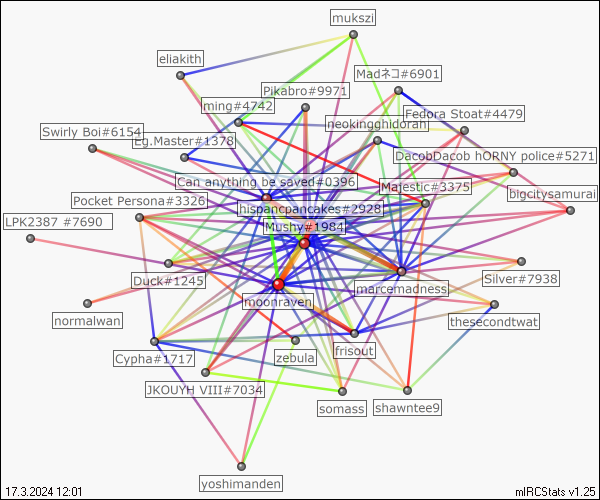 mukszi
eliakith
Madネコ#6901
Pikabro#9971
ming#4742
Fedora Stoat#4479
neokingghidorah
Swirly Boi#6154
Eg.Master#1378
DacobDacob hORNY police#5271
Can anything be saved#0396
Majestic#3375
bigcitysamurai
Pocket Persona#3326
hispancpancakes#2928
LPK2387 #7690
Mushy#1984
Duck#1245
marcemadness
Silver#7938
moonraven
normalwan
thesecondtwat
Cypha#1717
zebula
frisout
JKOUYH VIII#7034
somass
shawntee9
yoshimanden
17.3.2024 12:01
mIRCStats v1.25